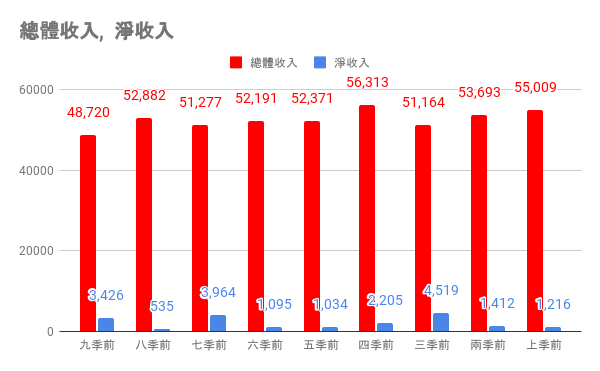 總體收入, 淨收入
總體收入 淨收入
60000
40000
20000
0
48,720 52,882 51,277 52,191 52,371 56,313 51,164 53,693 55,009
3,426 535 3,964 1,095 1,034 2,205 4,519 1,412 1,216
九季前 八季前 七季前 六季前 五季前 四季前 三季前 兩季前 上季前